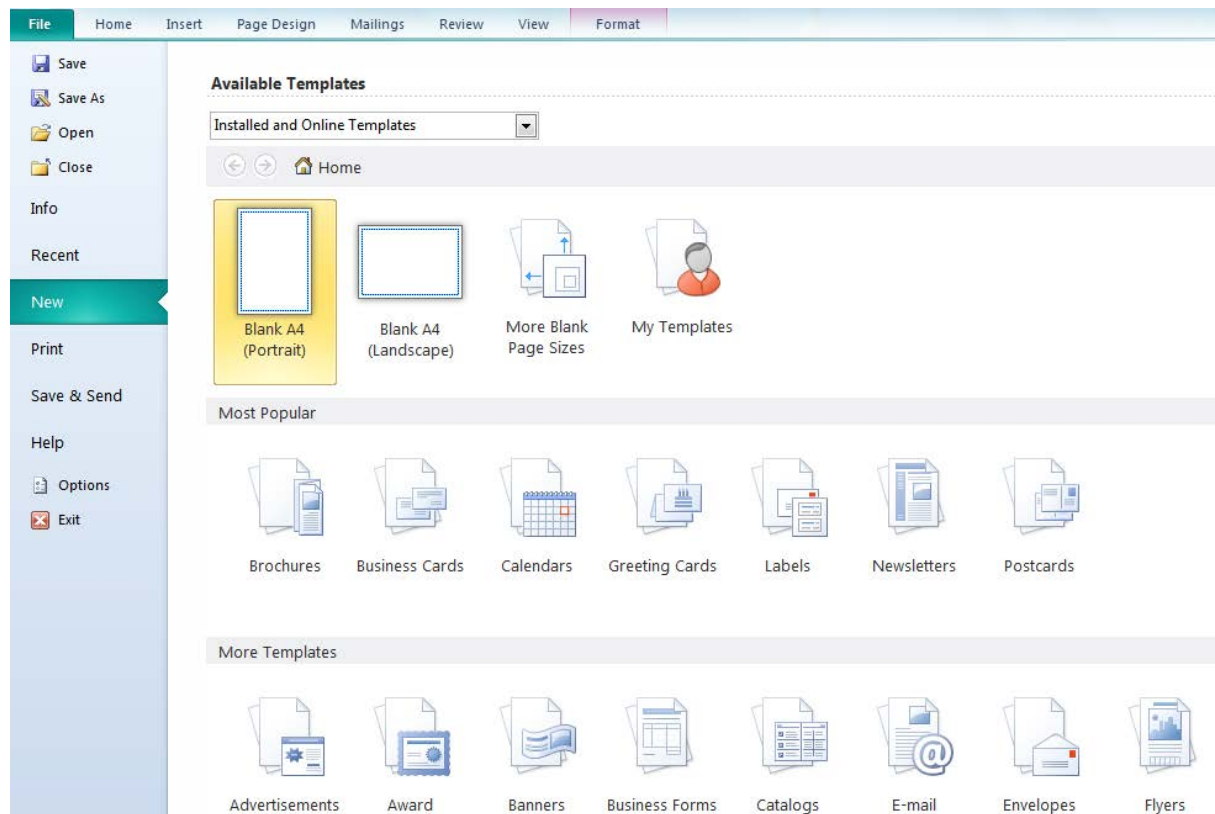 File Home Insert Page Design Mailings Review View Format
Save
Save As
Open
Close
Info
Recent
New
Print
Save & Send
Help
Options
Exit
Available Templates
Installed and Online Templates
Home
Blank A4
(Portrait)
Blank A4
(Landscape)
More Blank
Page Sizes
My Templates
Most Popular
Brochures Business Cards Calendars Greeting Cards Labels Newsletters Postcards
More Templates
Advertisements Award Banners Business Forms Catalogs E-mail Envelopes Flyers